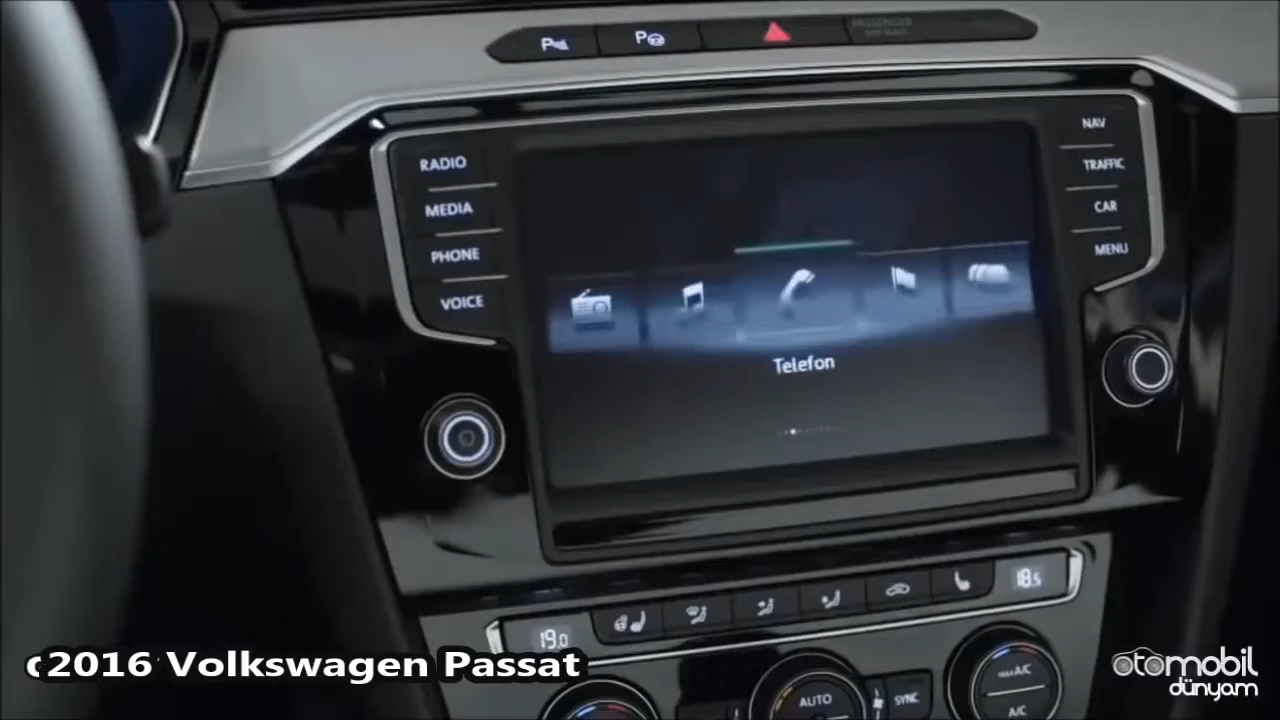 P
P
PASSENGER
RADIO
MEDIA
PHONE
VOICE
NAV
TRAFFIC
CAR
MENU
Telefon
19.0
18.5
AUTO
SYNC
A/C
A/C
2016 Volkswagen Passat
otomobil
dünyam